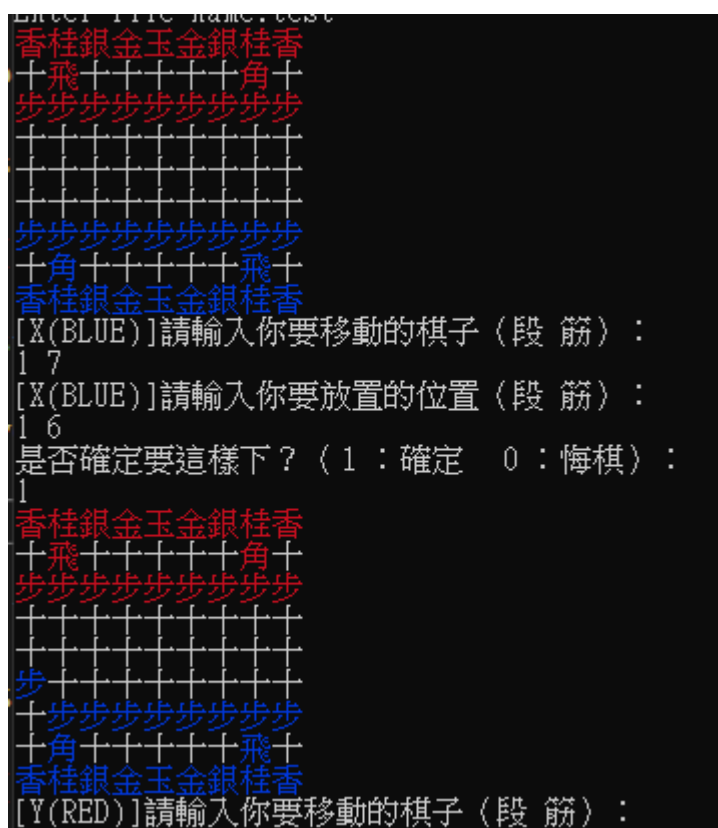 Enter file name:test
香桂銀金玉金銀桂香
十飛十十十十十角十
步步步步步步步步步
十十十十十十十十十
十十十十十十十十十
十十十十十十十十十
步步步步步步步步步
十角十十十十十飛十
香桂銀金玉金銀桂香
[X(BLUE)]請輸入你要移動的棋子（段 筋）：
1 7
[X(BLUE)]請輸入你要放置的位置（段 筋）：
1 6
是否確定要這樣下？（1：確定　0：悔棋）：
1
香桂銀金玉金銀桂香
十飛十十十十十角十
步步步步步步步步步
十十十十十十十十十
十十十十十十十十十
步十十十十十十十十
十步步步步步步步步
十角十十十十十飛十
香桂銀金玉金銀桂香
[Y(RED)]請輸入你要移動的棋子（段 筋）：